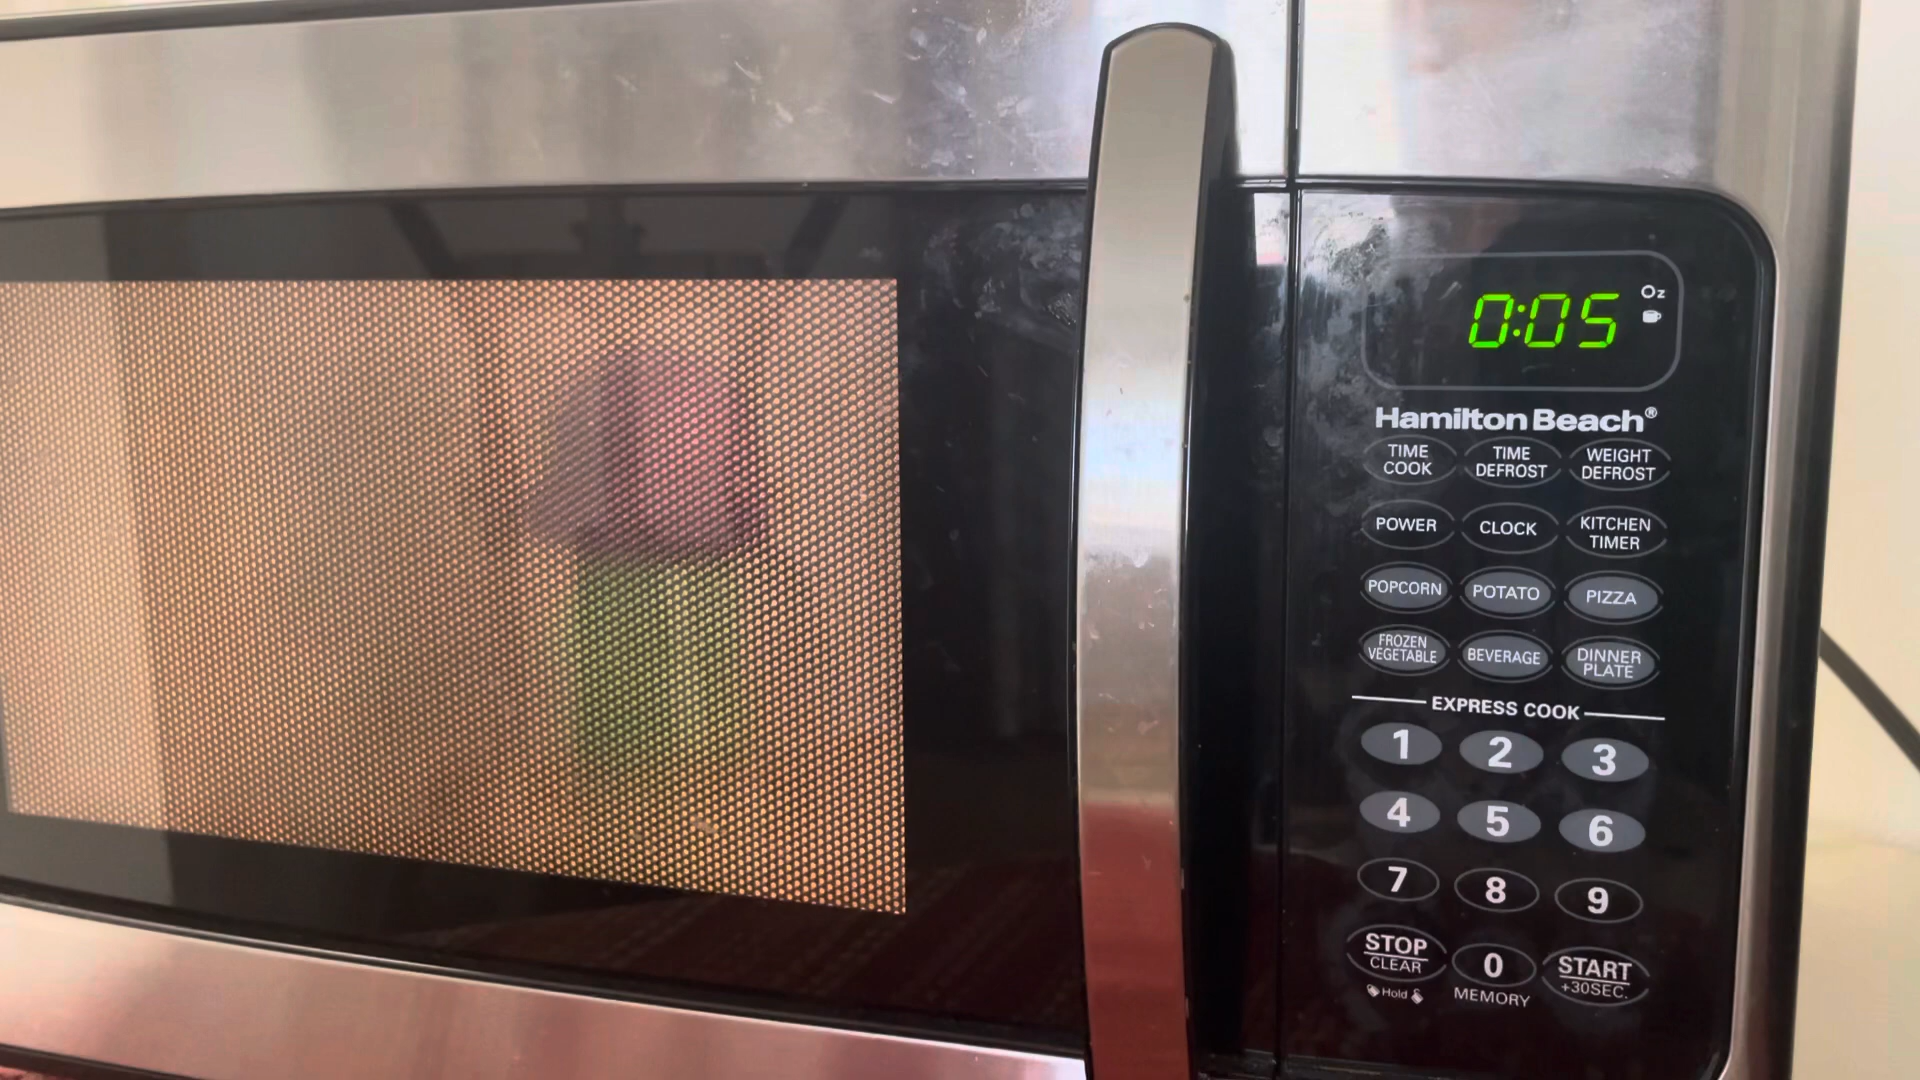 0:05
Oz
Hamilton Beach®
TIME COOK
TIME DEFROST
WEIGHT DEFROST
POWER
CLOCK
KITCHEN TIMER
POPCORN
POTATO
PIZZA
FROZEN VEGETABLE
BEVERAGE
DINNER PLATE
EXPRESS COOK
1 2 3
4 5 6
7 8 9
STOP
CLEAR
0
START
+30SEC.
Hold
MEMORY